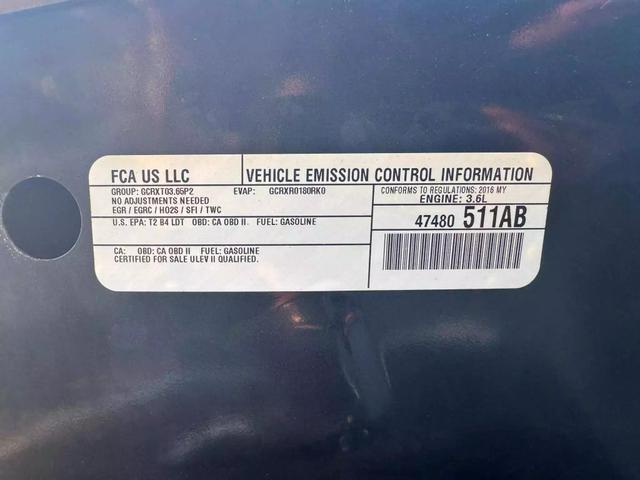 FCA US LLC
VEHICLE EMISSION CONTROL INFORMATION
GROUP: GCRXT03.65P2 EVAP: GCRXR0180RK0
NO ADJUSTMENTS NEEDED
EGR / EGRC / HO2S / SFI / TWC
CONFORMS TO REGULATIONS: 2016 MY
ENGINE: 3.6L
U.S. EPA: T2 B4 LDT OBD: CA OBD II. FUEL: GASOLINE
47480 511AB
CA: OBD: CA OBD II FUEL: GASOLINE
CERTIFIED FOR SALE ULEV II QUALIFIED.